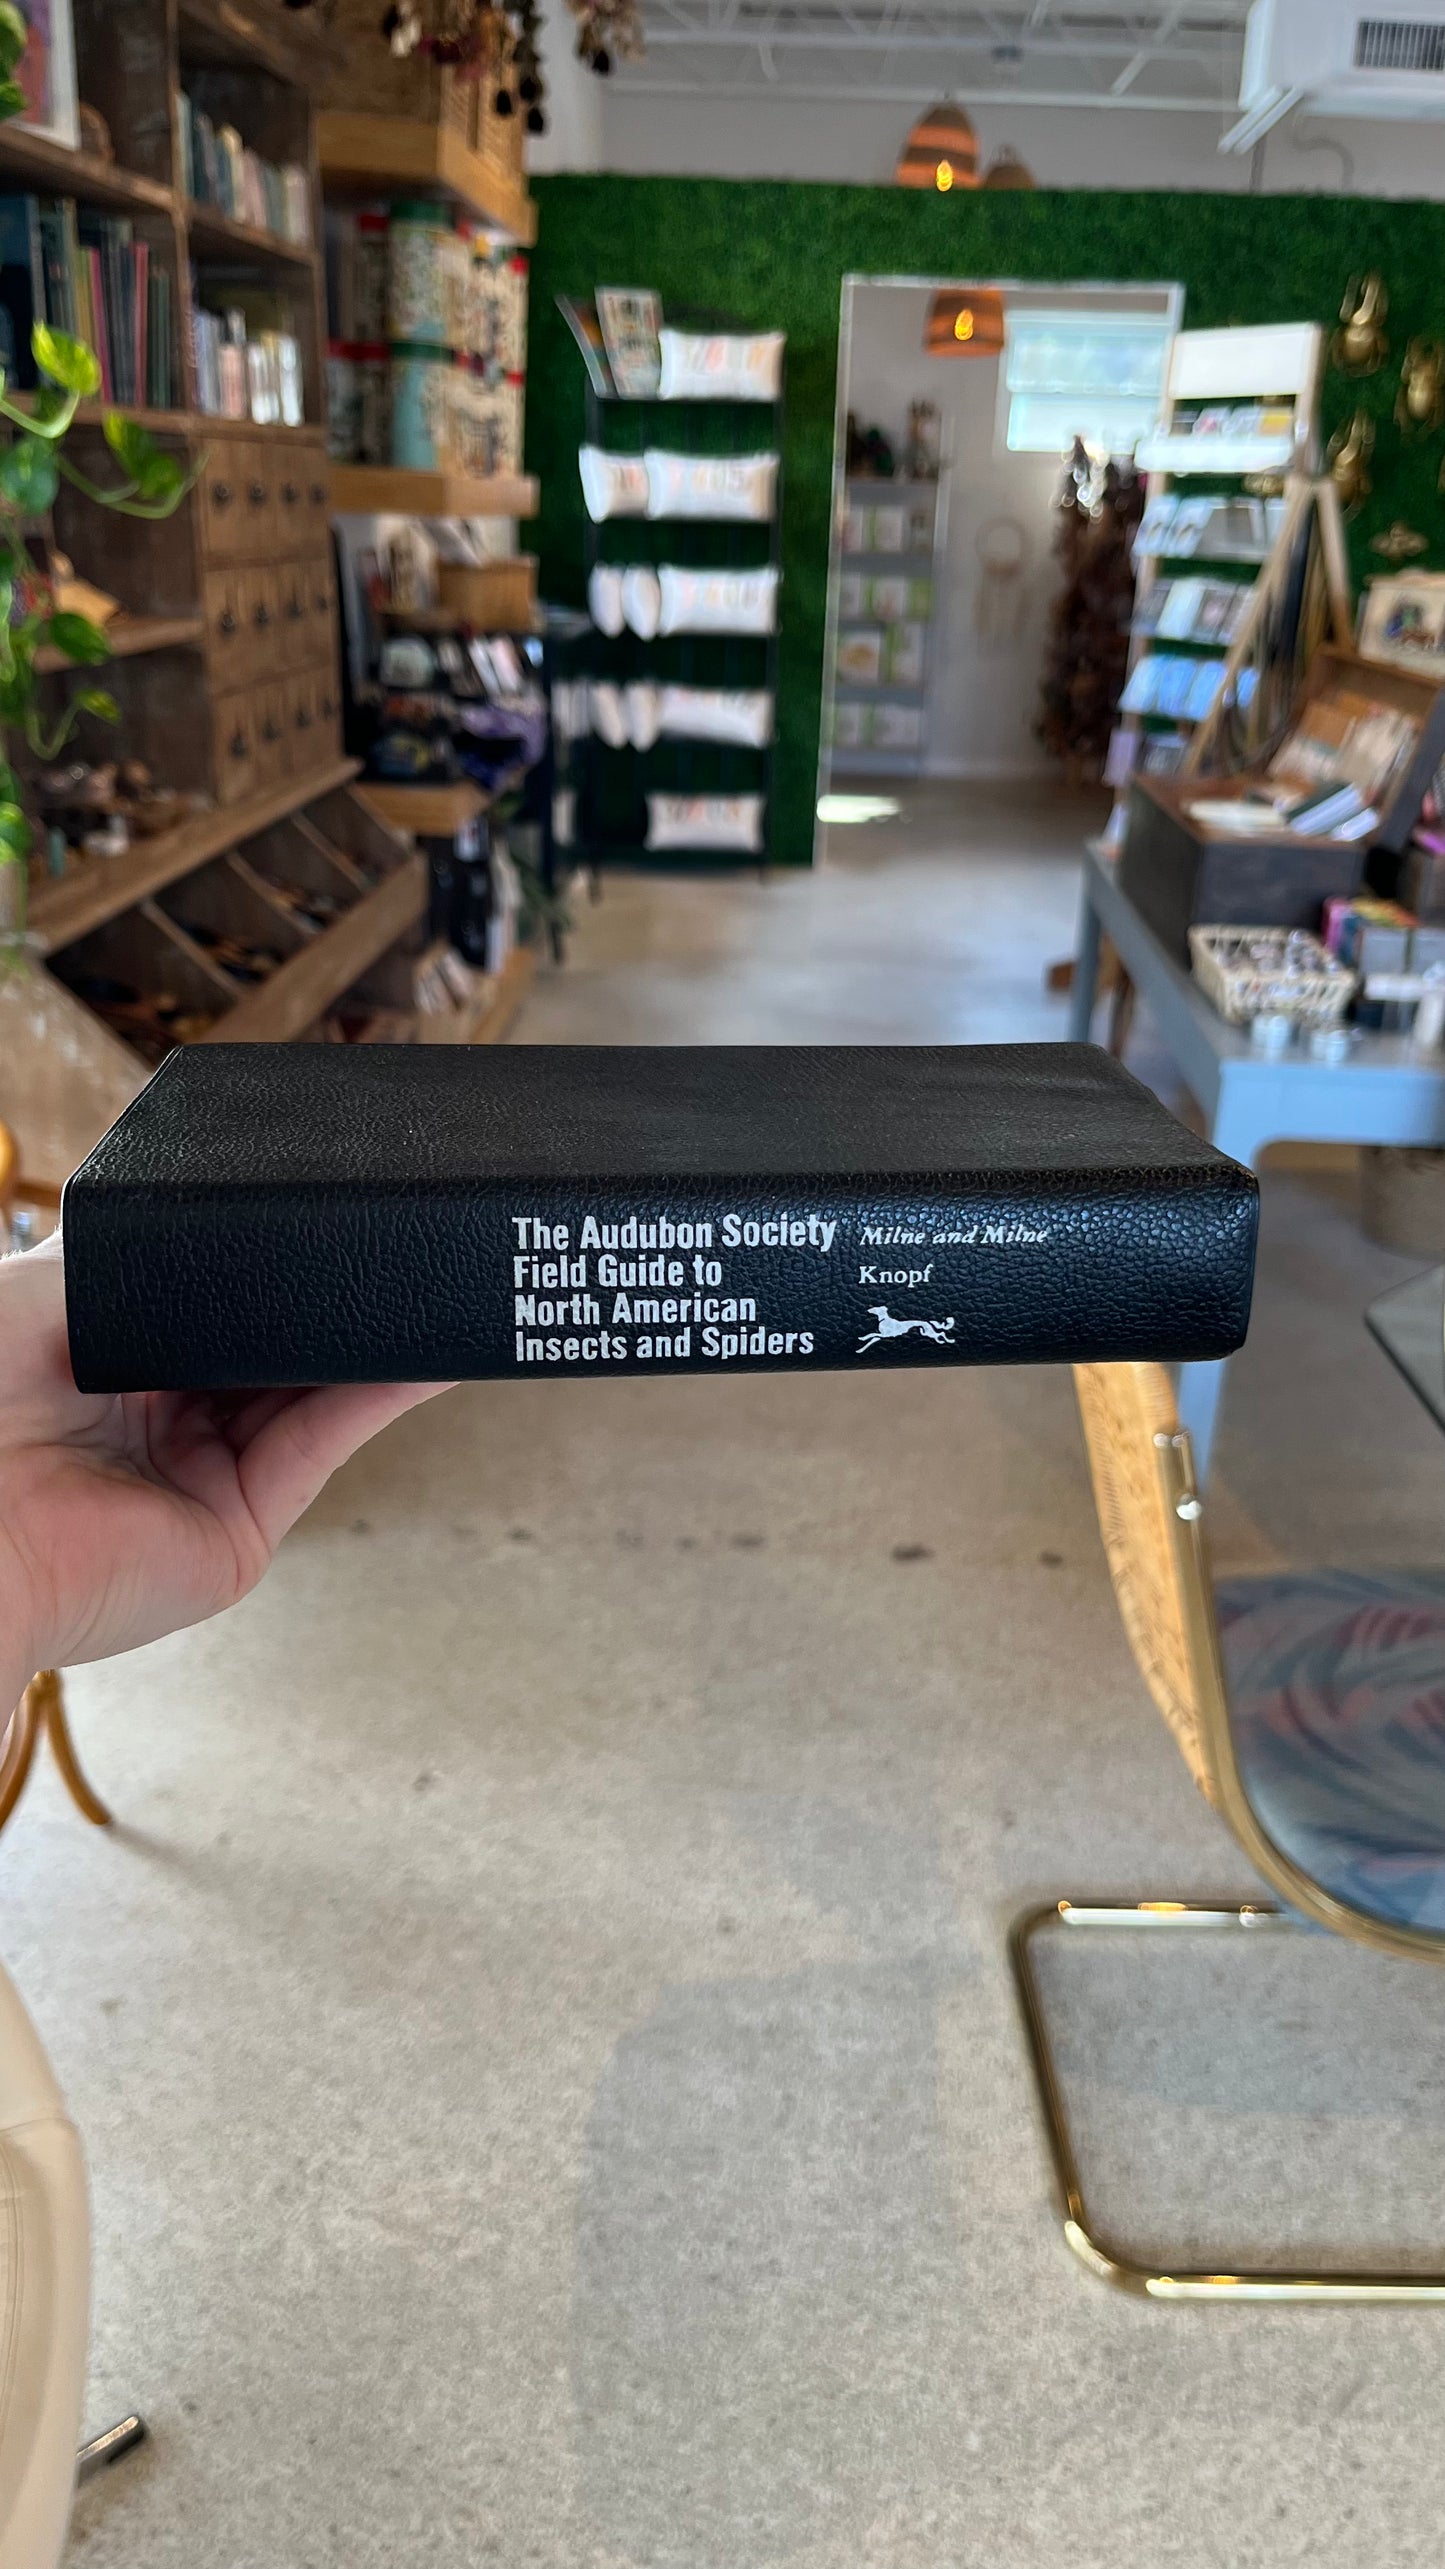 The Audubon Society
Field Guide to
North American
Insects and Spiders
Milne and Milne
Knopf